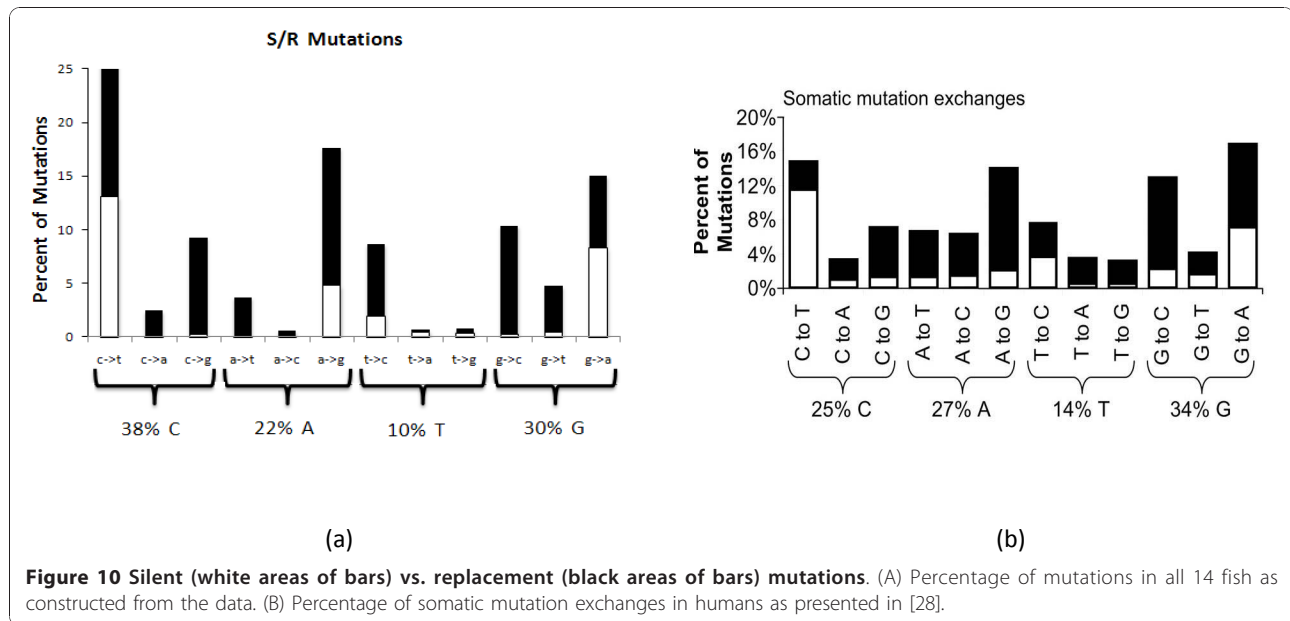 S/R Mutations
Percent of Mutations
25
20
15
10
5
0
c->t c->a c->g a->t a->c a->g t->c t->a t->g g->c g->t g->a
38% C 22% A 10% T 30% G
(a)
Somatic mutation exchanges
Percent of
Mutations
20%
16%
12%
8%
4%
0%
C to T C to A C to G A to T A to C A to G T to C T to A T to G G to C G to T G to A
25% C 27% A 14% T 34% G
(b)
Figure 10 Silent (white areas of bars) vs. replacement (black areas of bars) mutations. (A) Percentage of mutations in all 14 fish as
constructed from the data. (B) Percentage of somatic mutation exchanges in humans as presented in [28].